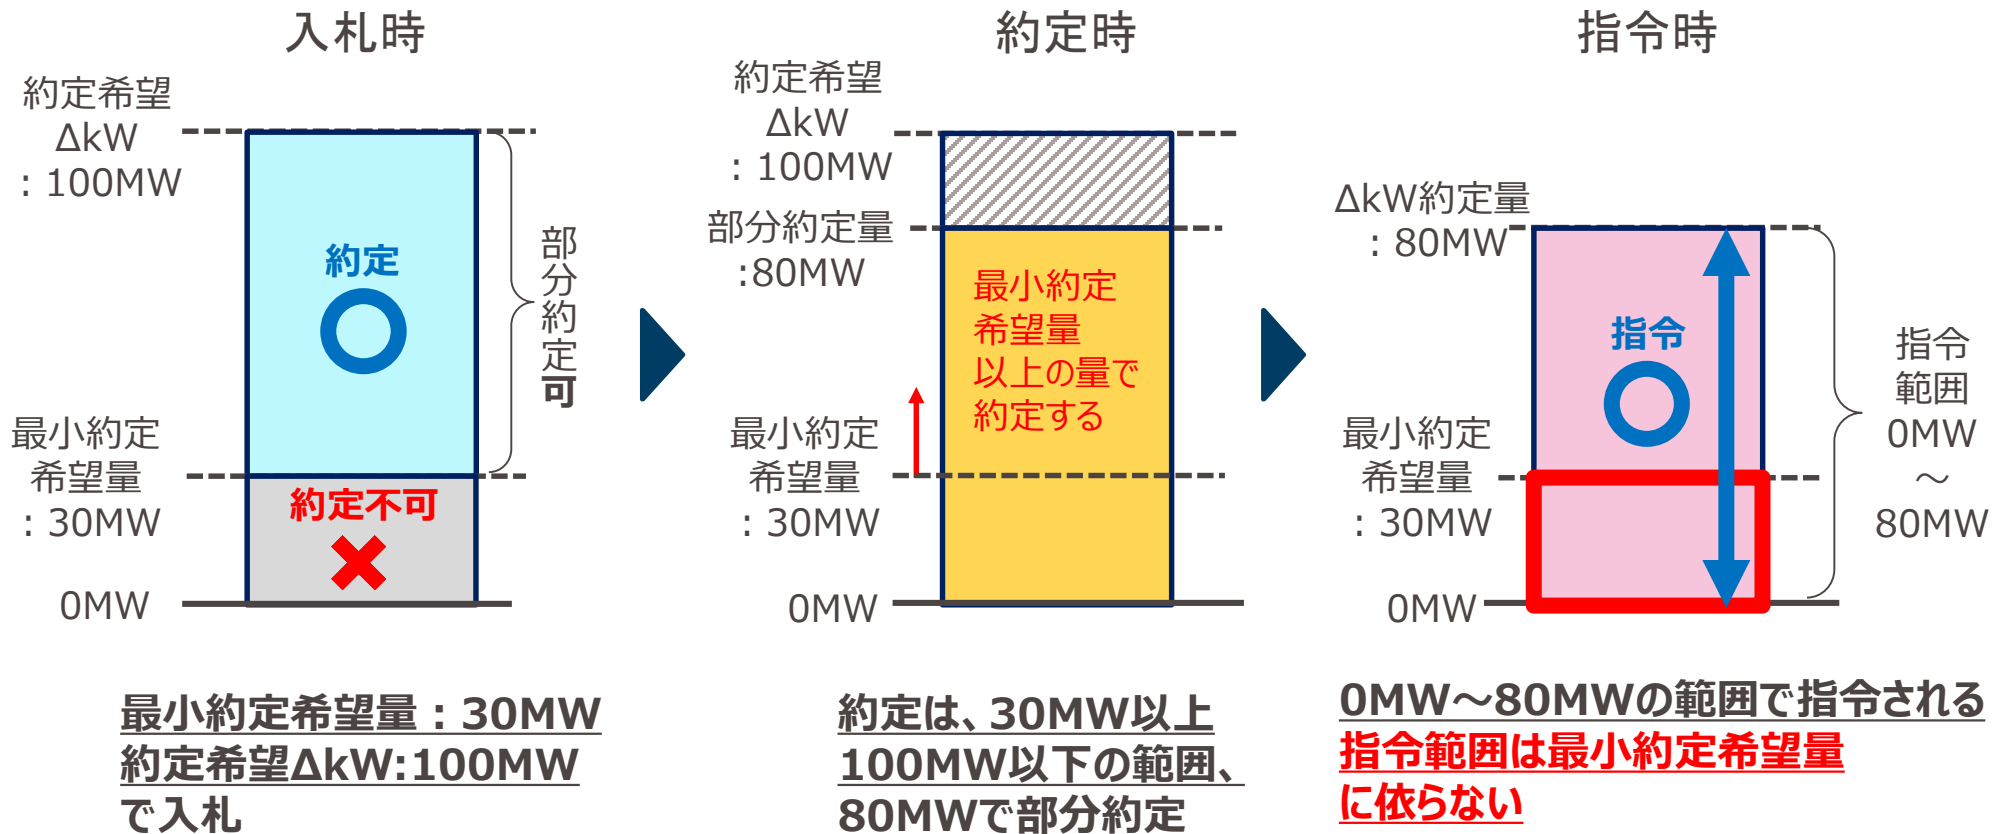 入札時
約定希望
ΔkW
：100MW
約定
部分約定可
最小約定
希望量
：30MW
約定不可
0MW
最小約定希望量：30MW
約定希望ΔkW:100MW
で入札
約定時
約定希望
ΔkW
：100MW
部分約定量
:80MW
最小約定
希望量
以上の量で
約定する
最小約定
希望量
：30MW
0MW
約定は、30MW以上
100MW以下の範囲、
80MWで部分約定
指令時
ΔkW約定量
：80MW
指令
指令
範囲
0MW
～
80MW
最小約定
希望量
：30MW
0MW
0MW～80MWの範囲で指令される
指令範囲は最小約定希望量
に依らない